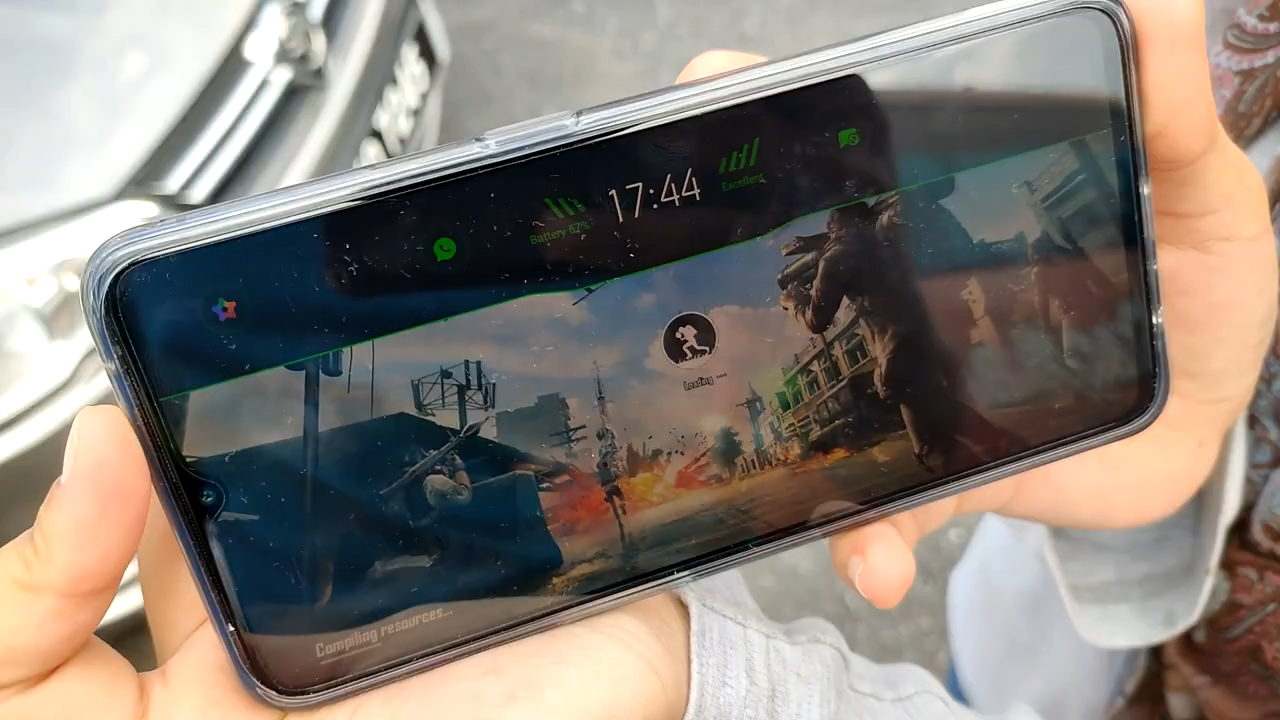 17:44
Excellent
Battery 67%
Loading
Compiling resources...